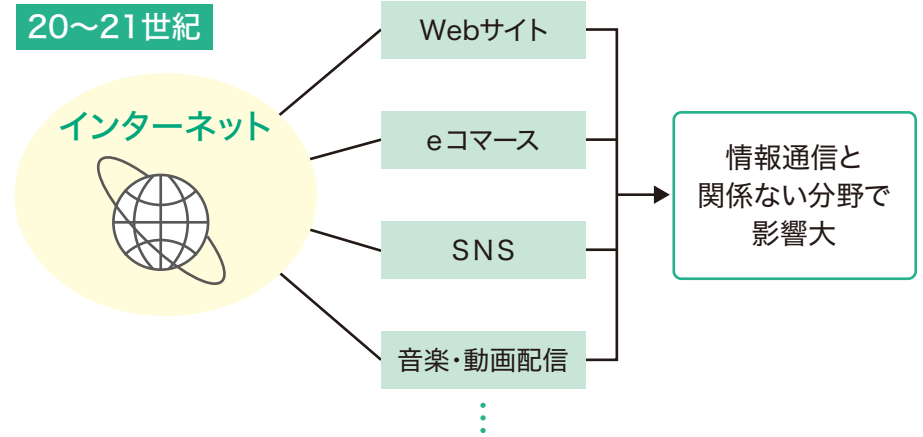 20〜21世紀
インターネット
Webサイト
eコマース
SNS
音楽・動画配信
情報通信と
関係ない分野で
影響大